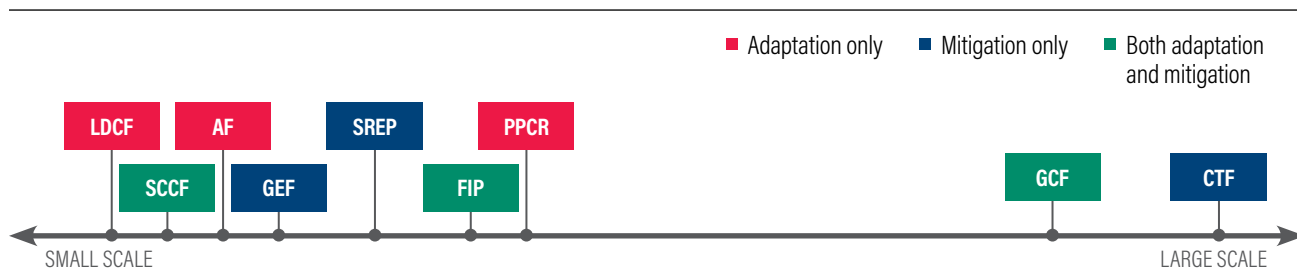 Adaptation only
Mitigation only
Both adaptation
and mitigation
LDCF
AF
SREP
PPCR
SCCF
GEF
FIP
GCF
CTF
SMALL SCALE
LARGE SCALE